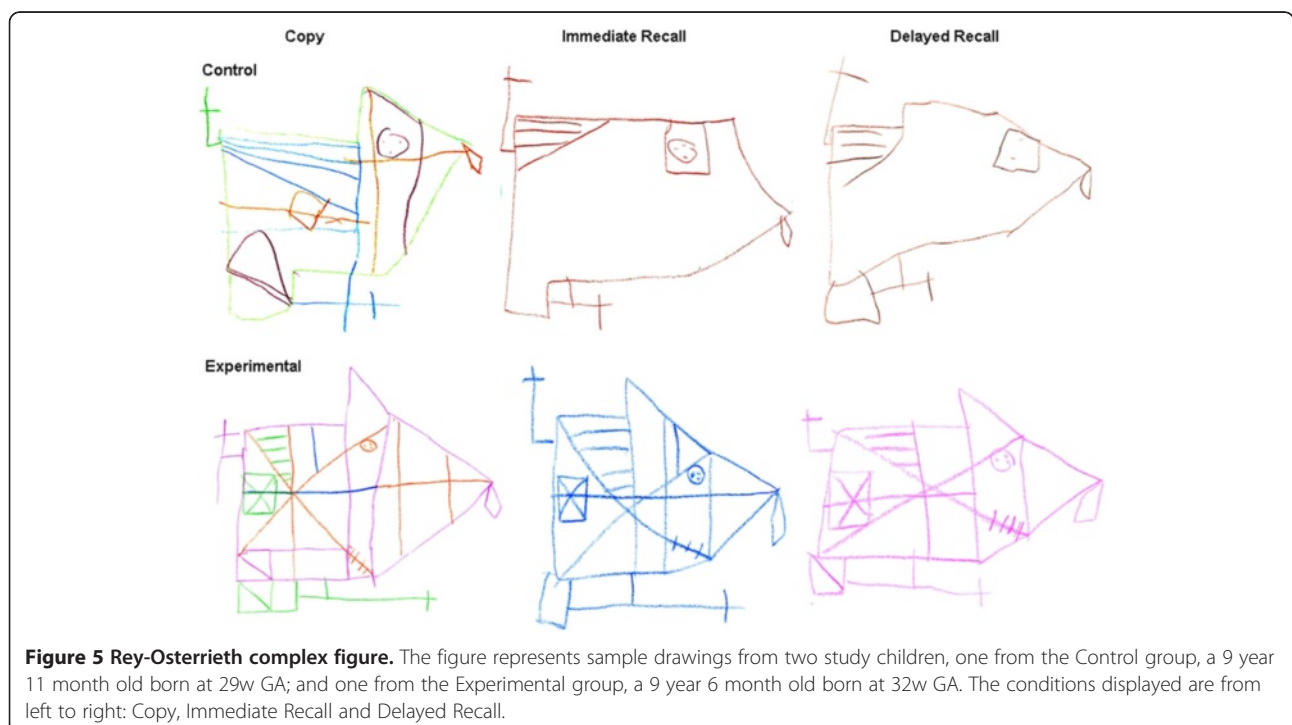 Copy Immediate Recall Delayed Recall
Control
Experimental
Figure 5 Rey-Osterrieth complex figure. The figure represents sample drawings from two study children, one from the Control group, a 9 year
11 month old born at 29w GA; and one from the Experimental group, a 9 year 6 month old born at 32w GA. The conditions displayed are from
left to right: Copy, Immediate Recall and Delayed Recall.